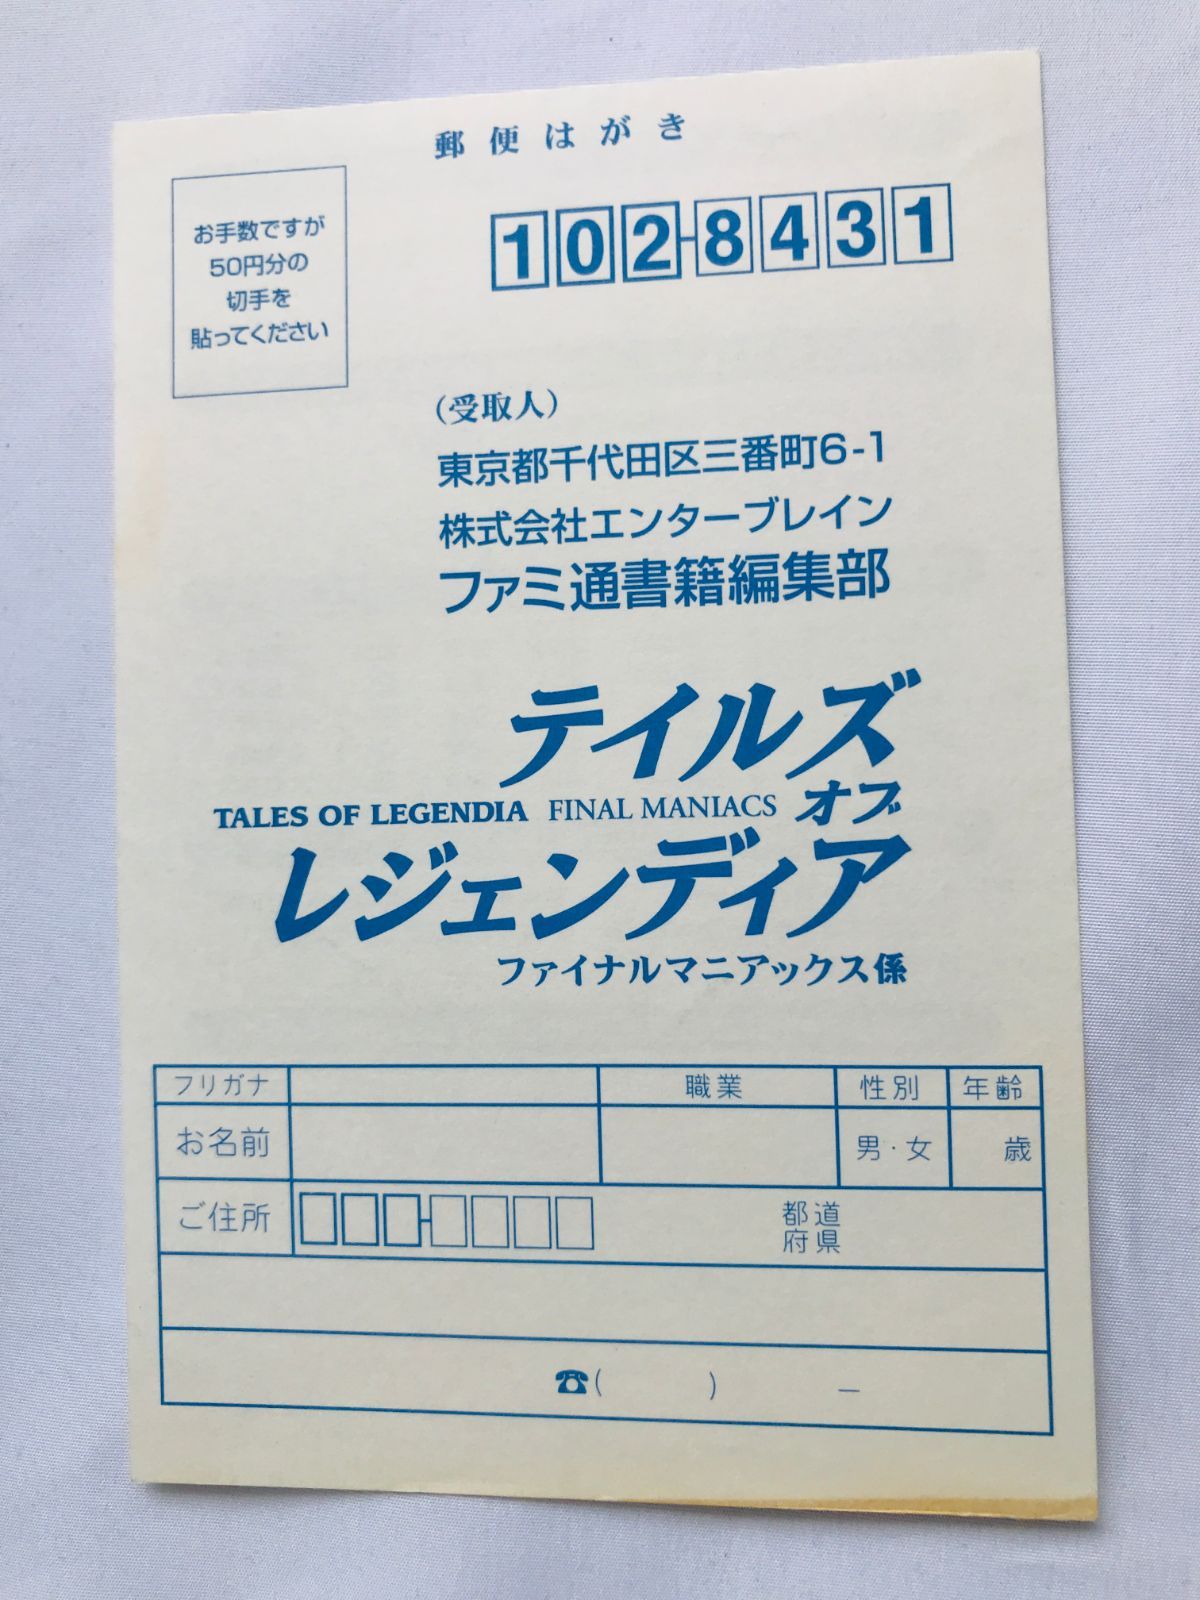 郵便はがき
お手数ですが
50円分の
切手を
貼ってください
102-8431
（受取人）
東京都千代田区三番町6-1
株式会社エンターブレイン
ファミ通書籍編集部
テイルズ
TALES OF LEGENDIA FINAL MANIACS オブ
レジェンディア
ファイナルマニアックス係
フリガナ 職業 性別 年齢
お名前 男・女 歳
ご住所 - 都道
府県
☎( ) －